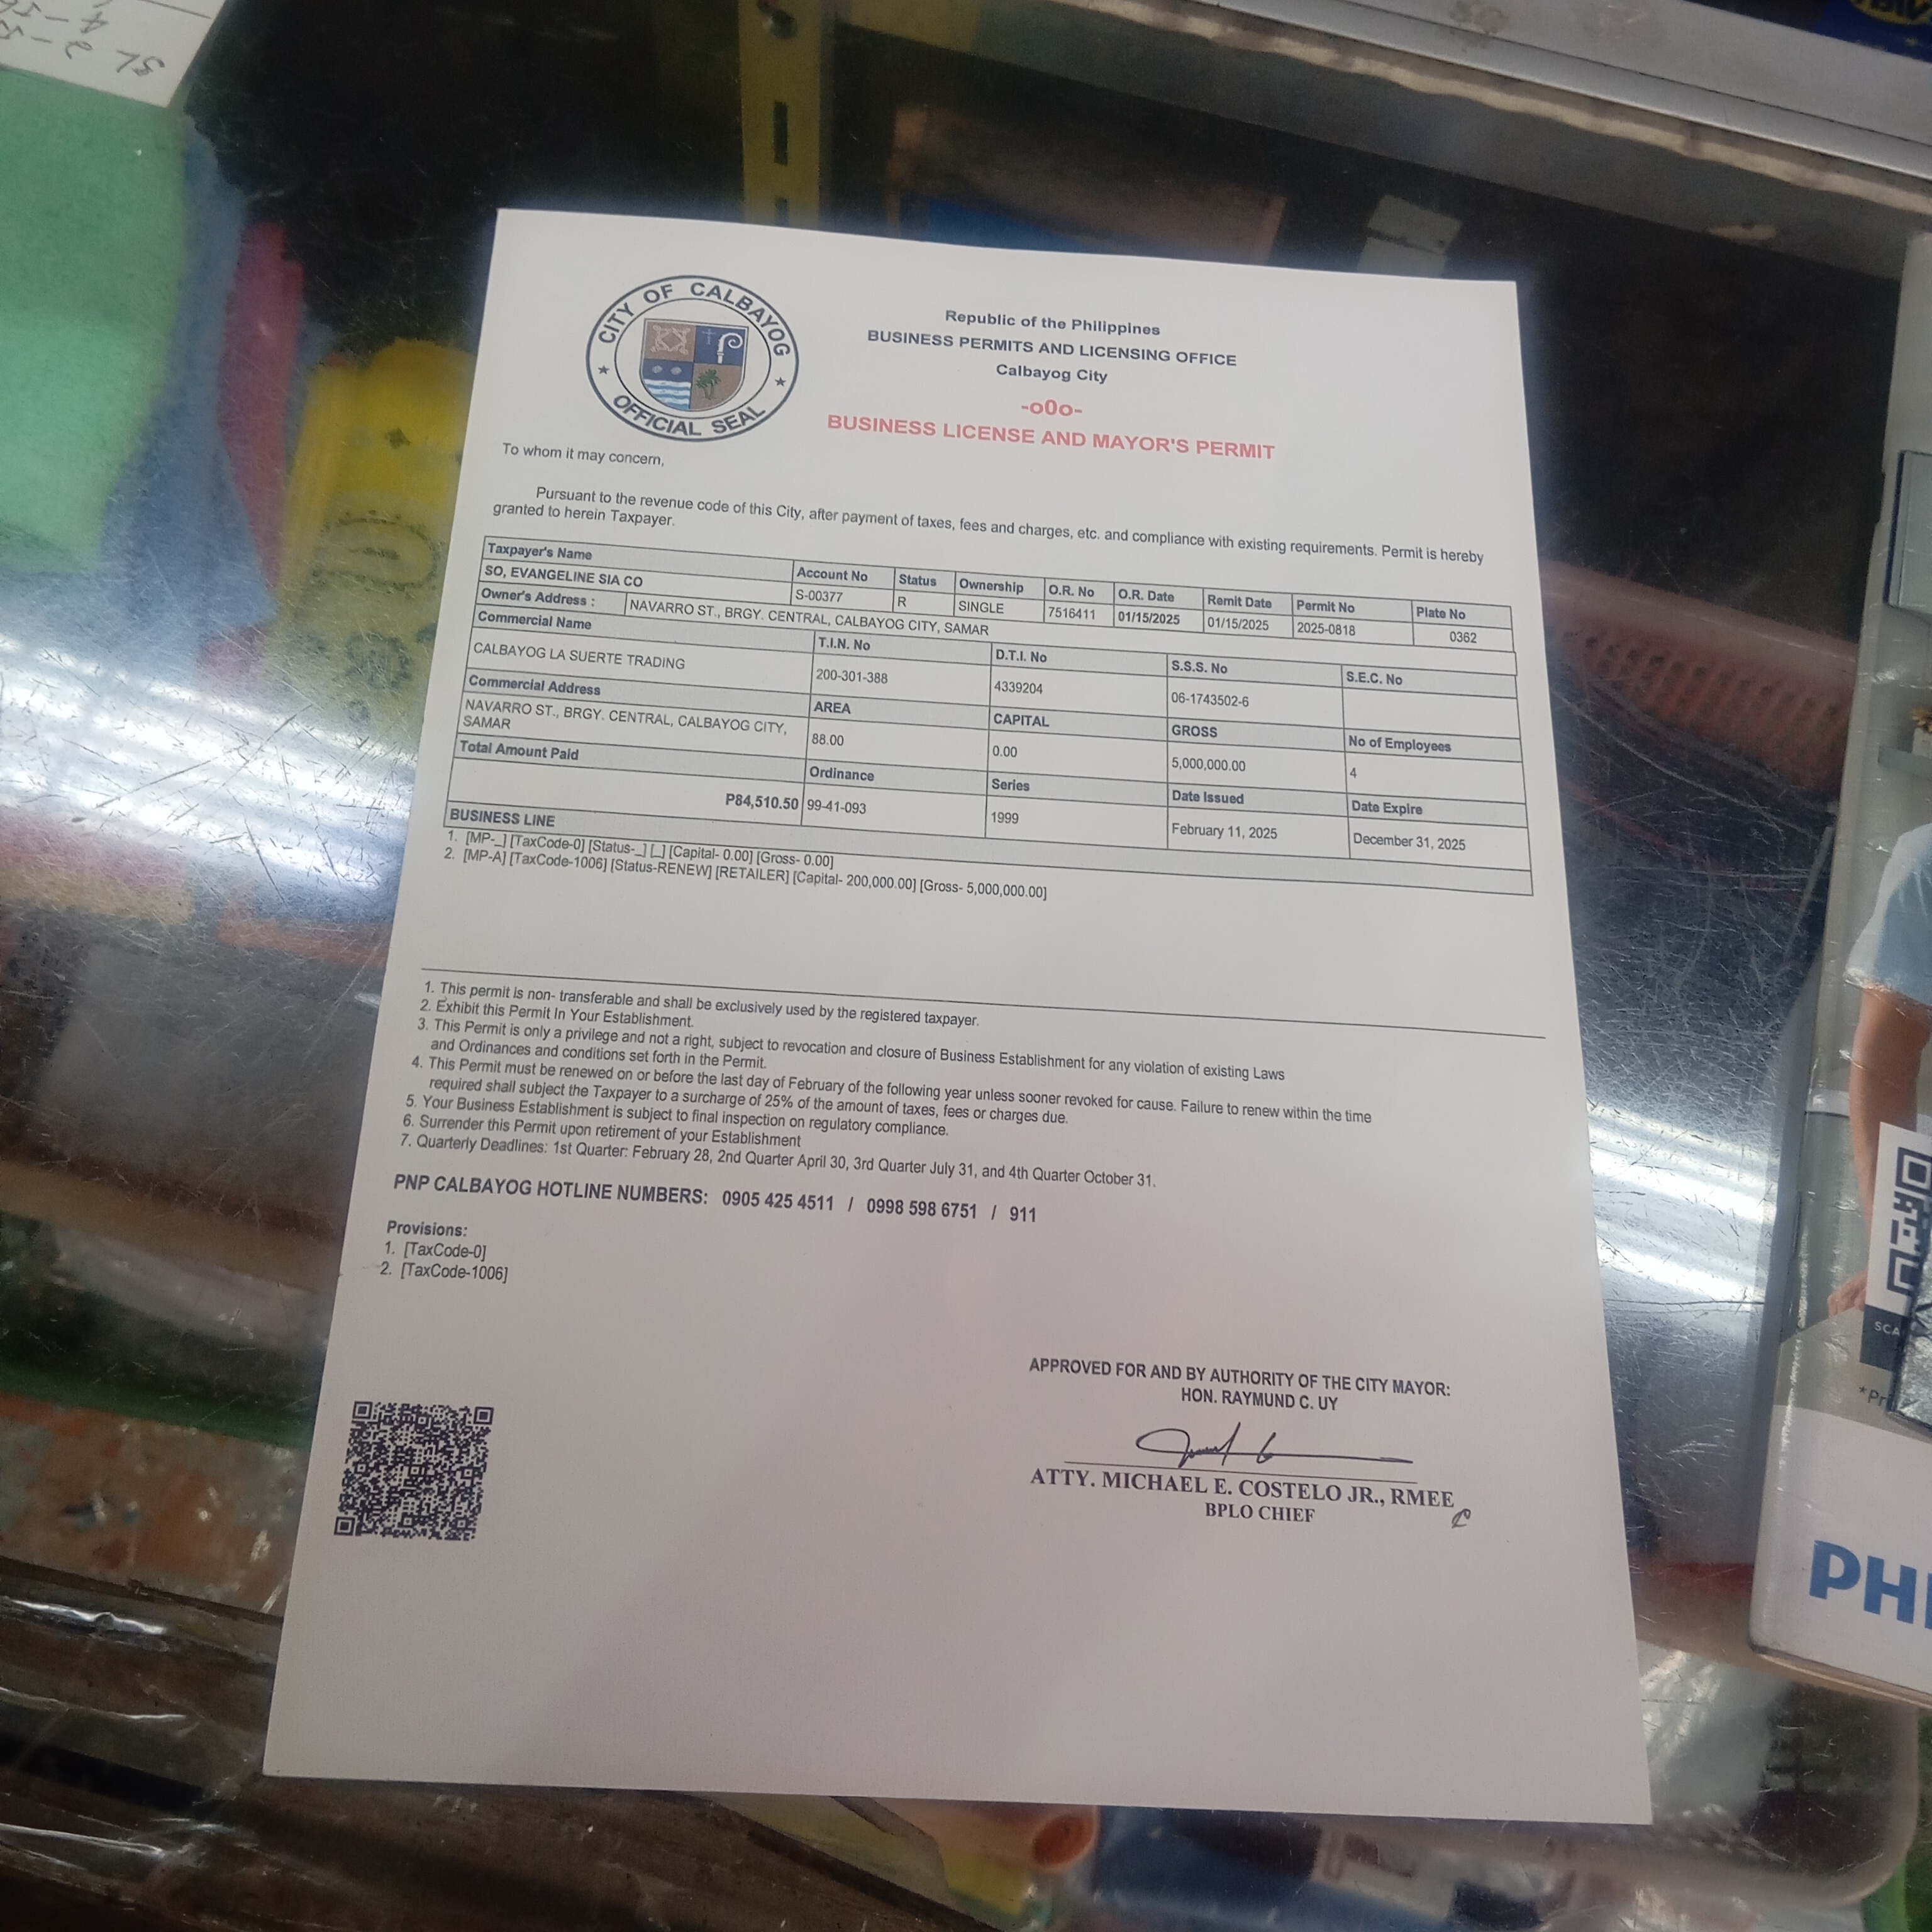 SL 2-5
CITY OF CALBAYOG
OFFICIAL SEAL
Republic of the Philippines
BUSINESS PERMITS AND LICENSING OFFICE
Calbayog City
-o0o-
BUSINESS LICENSE AND MAYOR'S PERMIT
To whom it may concern,
Pursuant to the revenue code of this City, after payment of taxes, fees and charges, etc. and compliance with existing requirements. Permit is hereby
granted to herein Taxpayer.
Taxpayer's Name Account No Status Ownership O.R. No O.R. Date Remit Date Permit No Plate No
SO, EVANGELINE SIA CO S-00377 R SINGLE 7516411 01/15/2025 01/15/2025 2025-0818 0362
Owner's Address : NAVARRO ST., BRGY. CENTRAL, CALBAYOG CITY, SAMAR
Commercial Name T.I.N. No D.T.I. No S.S.S. No S.E.C. No
CALBAYOG LA SUERTE TRADING 200-301-388 4339204 06-1743502-6
Commercial Address AREA CAPITAL GROSS No of Employees
NAVARRO ST., BRGY. CENTRAL, CALBAYOG CITY,
SAMAR 88.00 0.00 5,000,000.00 4
Total Amount Paid Ordinance Series Date Issued Date Expire
P84,510.50 99-41-093 1999 February 11, 2025 December 31, 2025
BUSINESS LINE
1. [MP-_] [TaxCode-0] [Status-_] [_] [Capital- 0.00] [Gross- 0.00]
2. [MP-A] [TaxCode-1006] [Status-RENEW] [RETAILER] [Capital- 200,000.00] [Gross- 5,000,000.00]
1. This permit is non- transferable and shall be exclusively used by the registered taxpayer.
2. Exhibit this Permit In Your Establishment.
3. This Permit is only a privilege and not a right, subject to revocation and closure of Business Establishment for any violation of existing Laws
and Ordinances and conditions set forth in the Permit.
4. This Permit must be renewed on or before the last day of February of the following year unless sooner revoked for cause. Failure to renew within the time
required shall subject the Taxpayer to a surcharge of 25% of the amount of taxes, fees or charges due.
5. Your Business Establishment is subject to final inspection on regulatory compliance.
6. Surrender this Permit upon retirement of your Establishment
7. Quarterly Deadlines: 1st Quarter: February 28, 2nd Quarter April 30, 3rd Quarter July 31, and 4th Quarter October 31.
PNP CALBAYOG HOTLINE NUMBERS: 0905 425 4511 / 0998 598 6751 / 911
Provisions:
1. [TaxCode-0]
2. [TaxCode-1006]
APPROVED FOR AND BY AUTHORITY OF THE CITY MAYOR:
HON. RAYMUND C. UY
ATTY. MICHAEL E. COSTELO JR., RMEE
BPLO CHIEF
SCA
*Pri
PHI